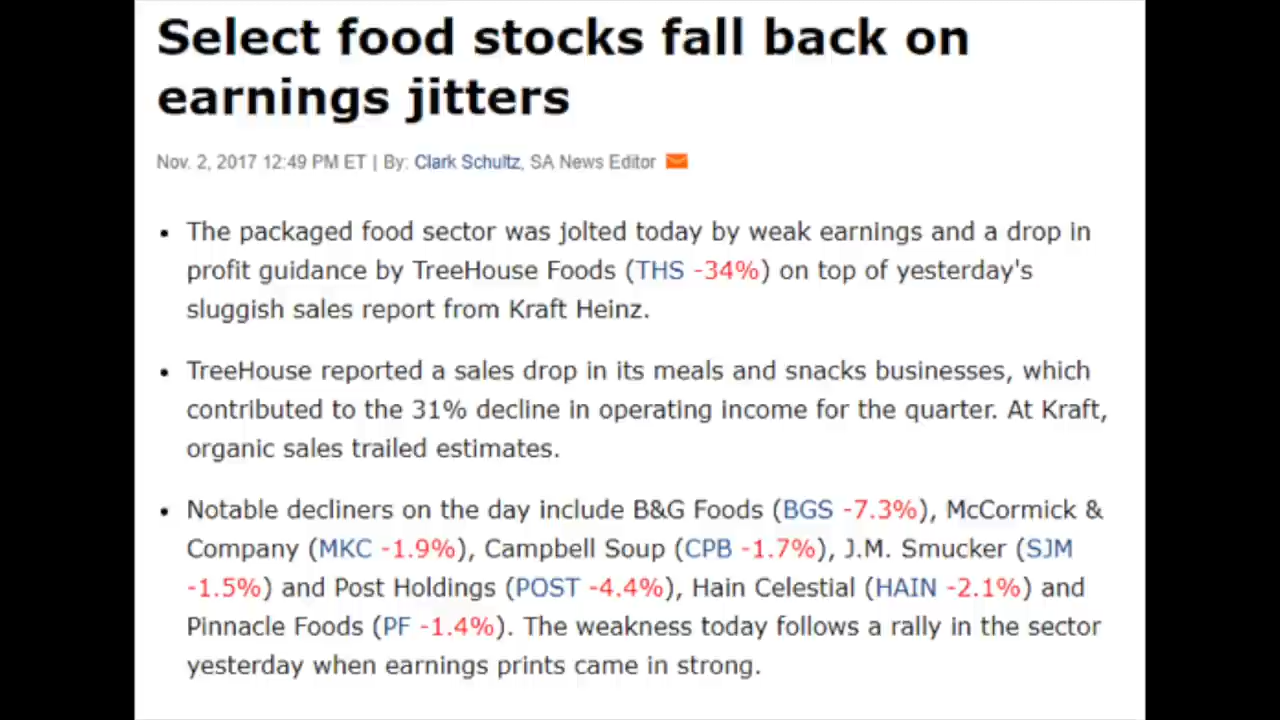 Select food stocks fall back on
earnings jitters
Nov. 2, 2017 12:49 PM ET | By: Clark Schultz, SA News Editor
• The packaged food sector was jolted today by weak earnings and a drop in
profit guidance by TreeHouse Foods (THS -34%) on top of yesterday's
sluggish sales report from Kraft Heinz.
• TreeHouse reported a sales drop in its meals and snacks businesses, which
contributed to the 31% decline in operating income for the quarter. At Kraft,
organic sales trailed estimates.
• Notable decliners on the day include B&G Foods (BGS -7.3%), McCormick &
Company (MKC -1.9%), Campbell Soup (CPB -1.7%), J.M. Smucker (SJM
-1.5%) and Post Holdings (POST -4.4%), Hain Celestial (HAIN -2.1%) and
Pinnacle Foods (PF -1.4%). The weakness today follows a rally in the sector
yesterday when earnings prints came in strong.